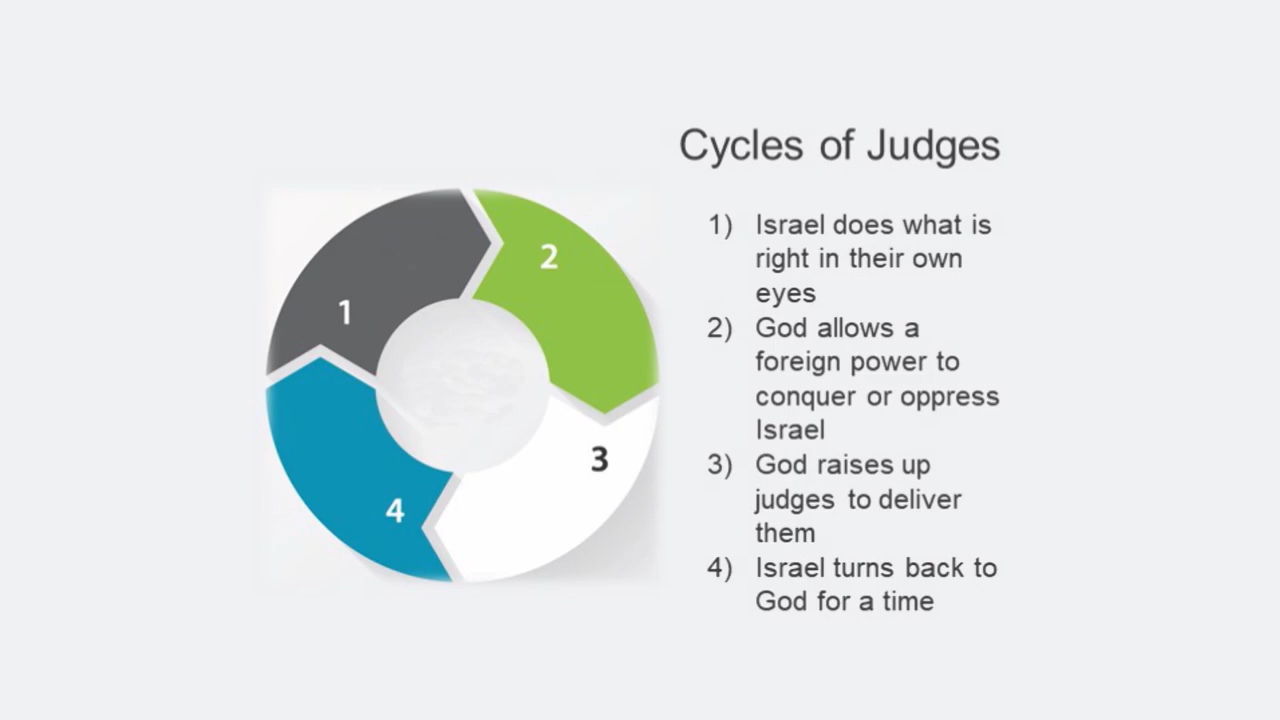 Cycles of Judges
1
2
3
4
1) Israel does what is
right in their own
eyes
2) God allows a
foreign power to
conquer or oppress
Israel
3) God raises up
judges to deliver
them
4) Israel turns back to
God for a time